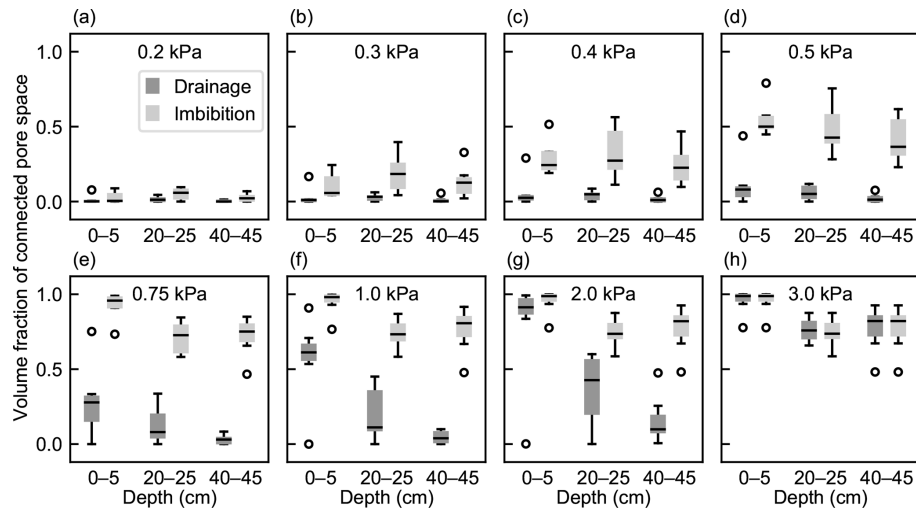 (a)
(b)
(c)
(d)
0.2 kPa
0.3 kPa
0.4 kPa
0.5 kPa
Drainage
Imbibition
1.0
0.5
0.0
0–5 20–25 40–45
0–5 20–25 40–45
0–5 20–25 40–45
0–5 20–25 40–45
Volume fraction of connected pore space
(e)
(f)
(g)
(h)
0.75 kPa
1.0 kPa
2.0 kPa
3.0 kPa
1.0
0.5
0.0
0–5 20–25 40–45
0–5 20–25 40–45
0–5 20–25 40–45
0–5 20–25 40–45
Depth (cm)
Depth (cm)
Depth (cm)
Depth (cm)